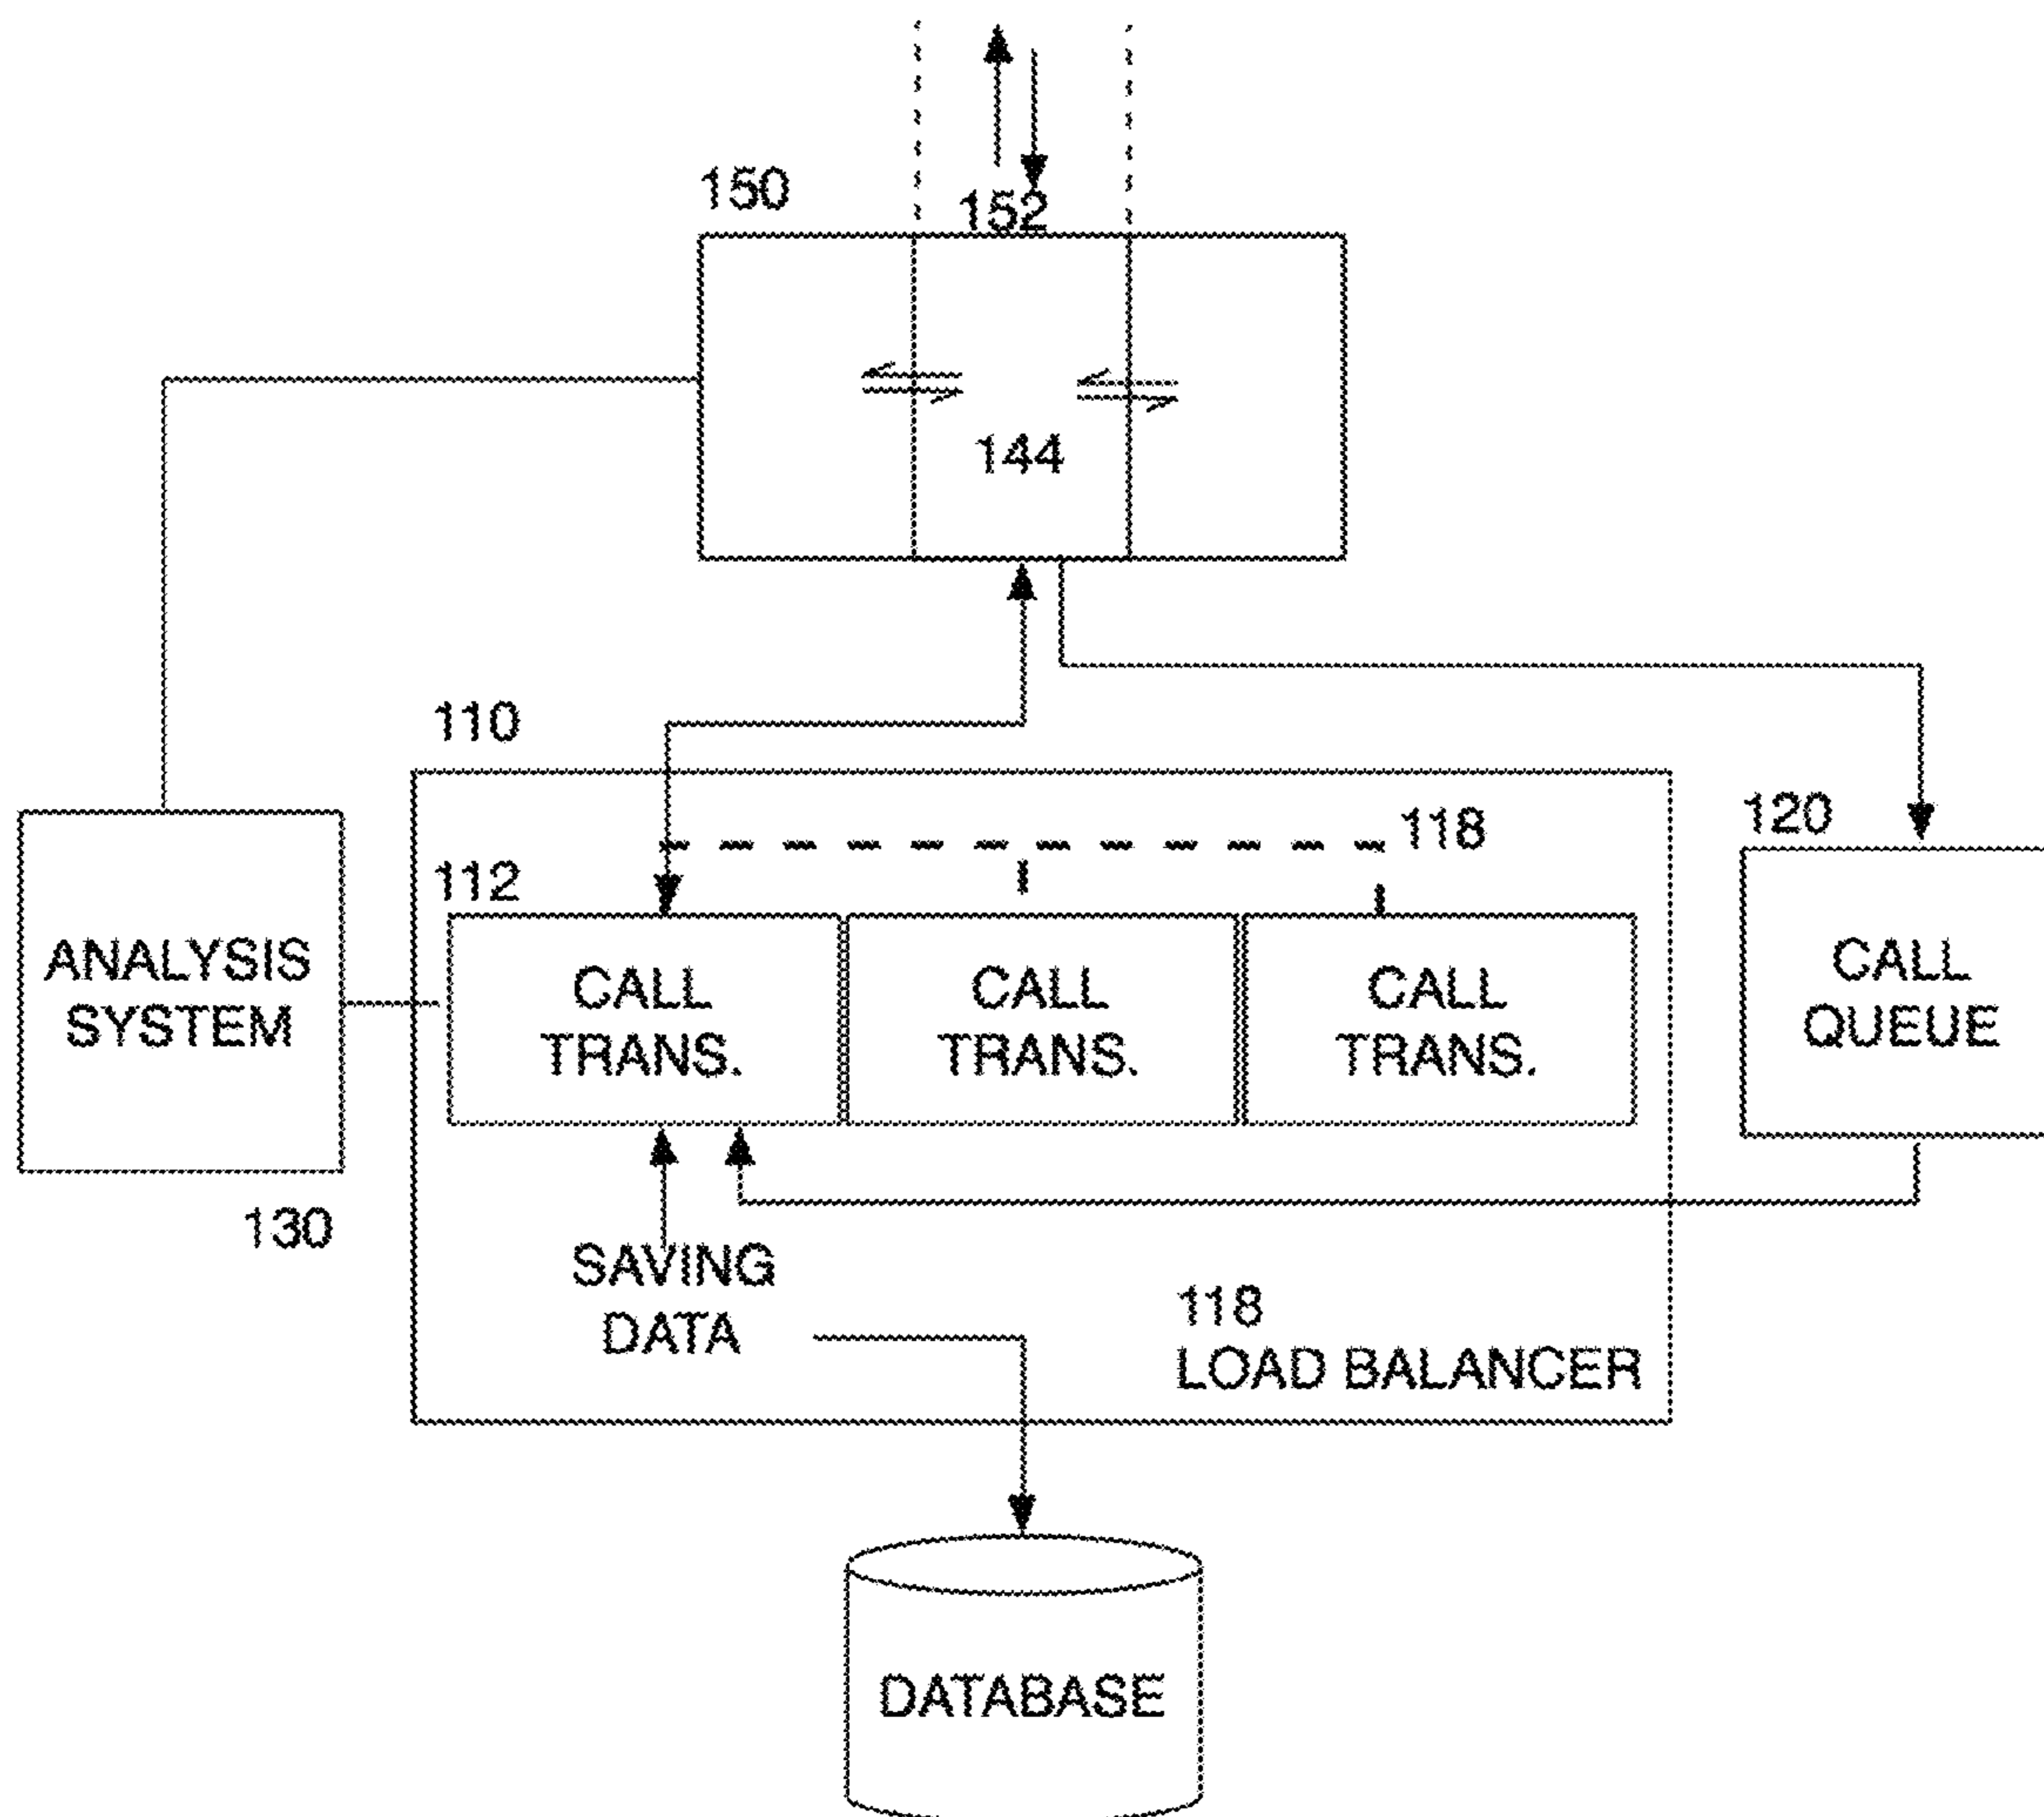 150
152
144
110
118
120
112
ANALYSIS
SYSTEM
CALL
TRANS.
CALL
TRANS.
CALL
TRANS.
CALL
QUEUE
130
SAVING
DATA
118
LOAD BALANCER
DATABASE